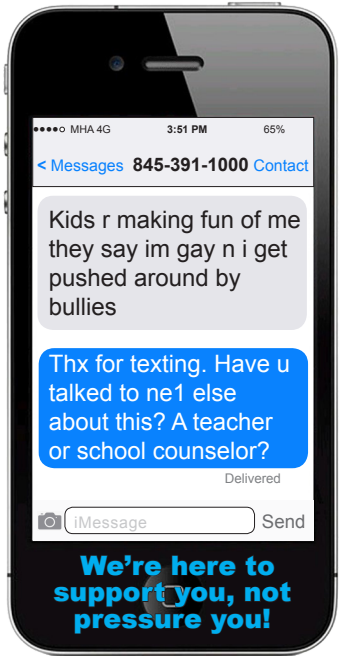 MHA 4G 3:51 PM 65%
< Messages 845-391-1000 Contact
Kids r making fun of me
they say im gay n i get
pushed around by
bullies
Thx for texting. Have u
talked to ne1 else
about this? A teacher
or school counselor?
Delivered
iMessage Send
We're here to
support you, not
pressure you!